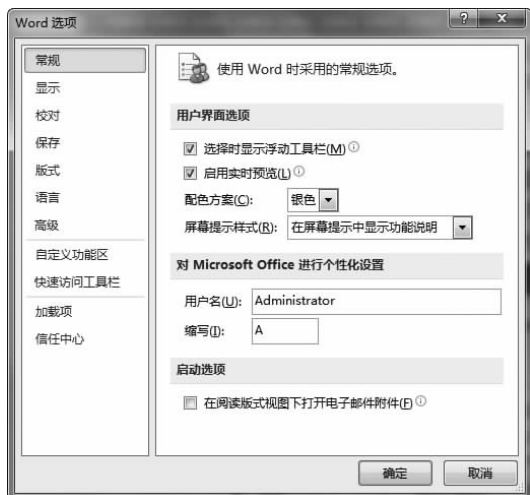 Word 选项
常规
显示
校对
保存
版式
语言
高级
自定义功能区
快速访问工具栏
加载项
信任中心
使用 Word 时采用的常规选项。
用户界面选项
选择时显示浮动工具栏(M)
启用实时预览(L)
配色方案(C): 银色
屏幕提示样式(R): 在屏幕提示中显示功能说明
对 Microsoft Office 进行个性化设置
用户名(U): Administrator
缩写(I): A
启动选项
在阅读版式视图下打开电子邮件附件(F)
确定 取消